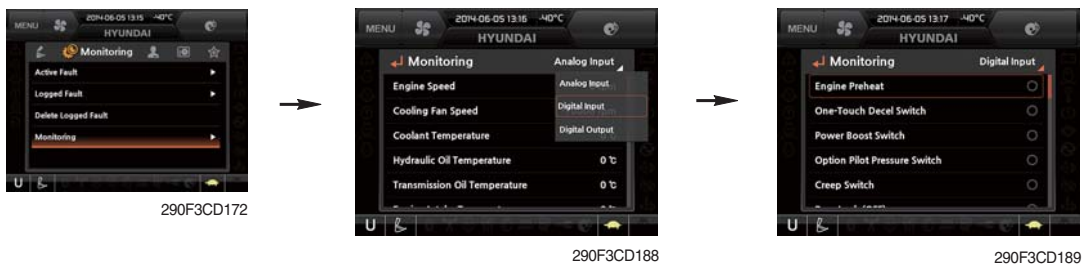 MENU
2014-06-05 13:15 -40°C
HYUNDAI
Monitoring
Active Fault
Logged Fault
Delete Logged Fault
Monitoring
U
290F3CD172
MENU
2014-06-05 13:16 -40°C
HYUNDAI
Monitoring Analog Input
Engine Speed Analog Input
Cooling Fan Speed Digital Input
Coolant Temperature Digital Output
Hydraulic Oil Temperature 0 ℃
Transmission Oil Temperature 0 ℃
U
290F3CD188
MENU
2014-06-05 13:17 -40°C
HYUNDAI
Monitoring Digital Input
Engine Preheat
One-Touch Decel Switch
Power Boost Switch
Option Pilot Pressure Switch
Creep Switch
U
290F3CD189